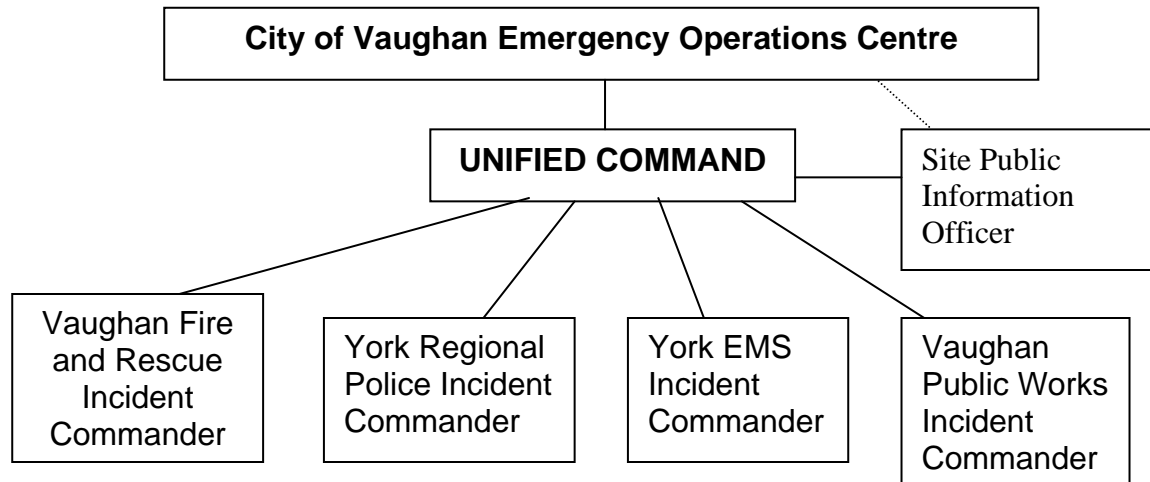 City of Vaughan Emergency Operations Centre
UNIFIED COMMAND
Site Public
Information
Officer
Vaughan Fire
and Rescue
Incident
Commander
York Regional
Police Incident
Commander
York EMS
Incident
Commander
Vaughan
Public Works
Incident
Commander